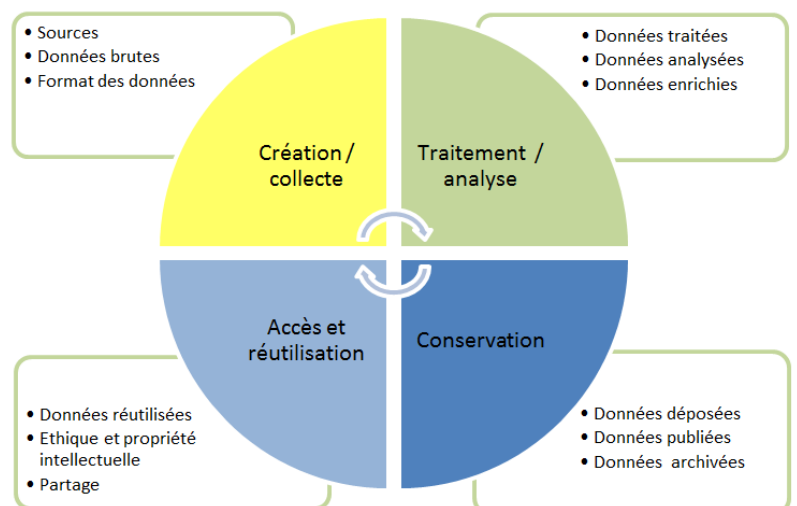 • Sources
• Données brutes
• Format des données
• Données traitées
• Données analysées
• Données enrichies
Création /
collecte
Traitement /
analyse
Accès et
réutilisation
Conservation
• Données réutilisées
• Ethique et propriété
intellectuelle
• Partage
• Données déposées
• Données publiées
• Données archivées